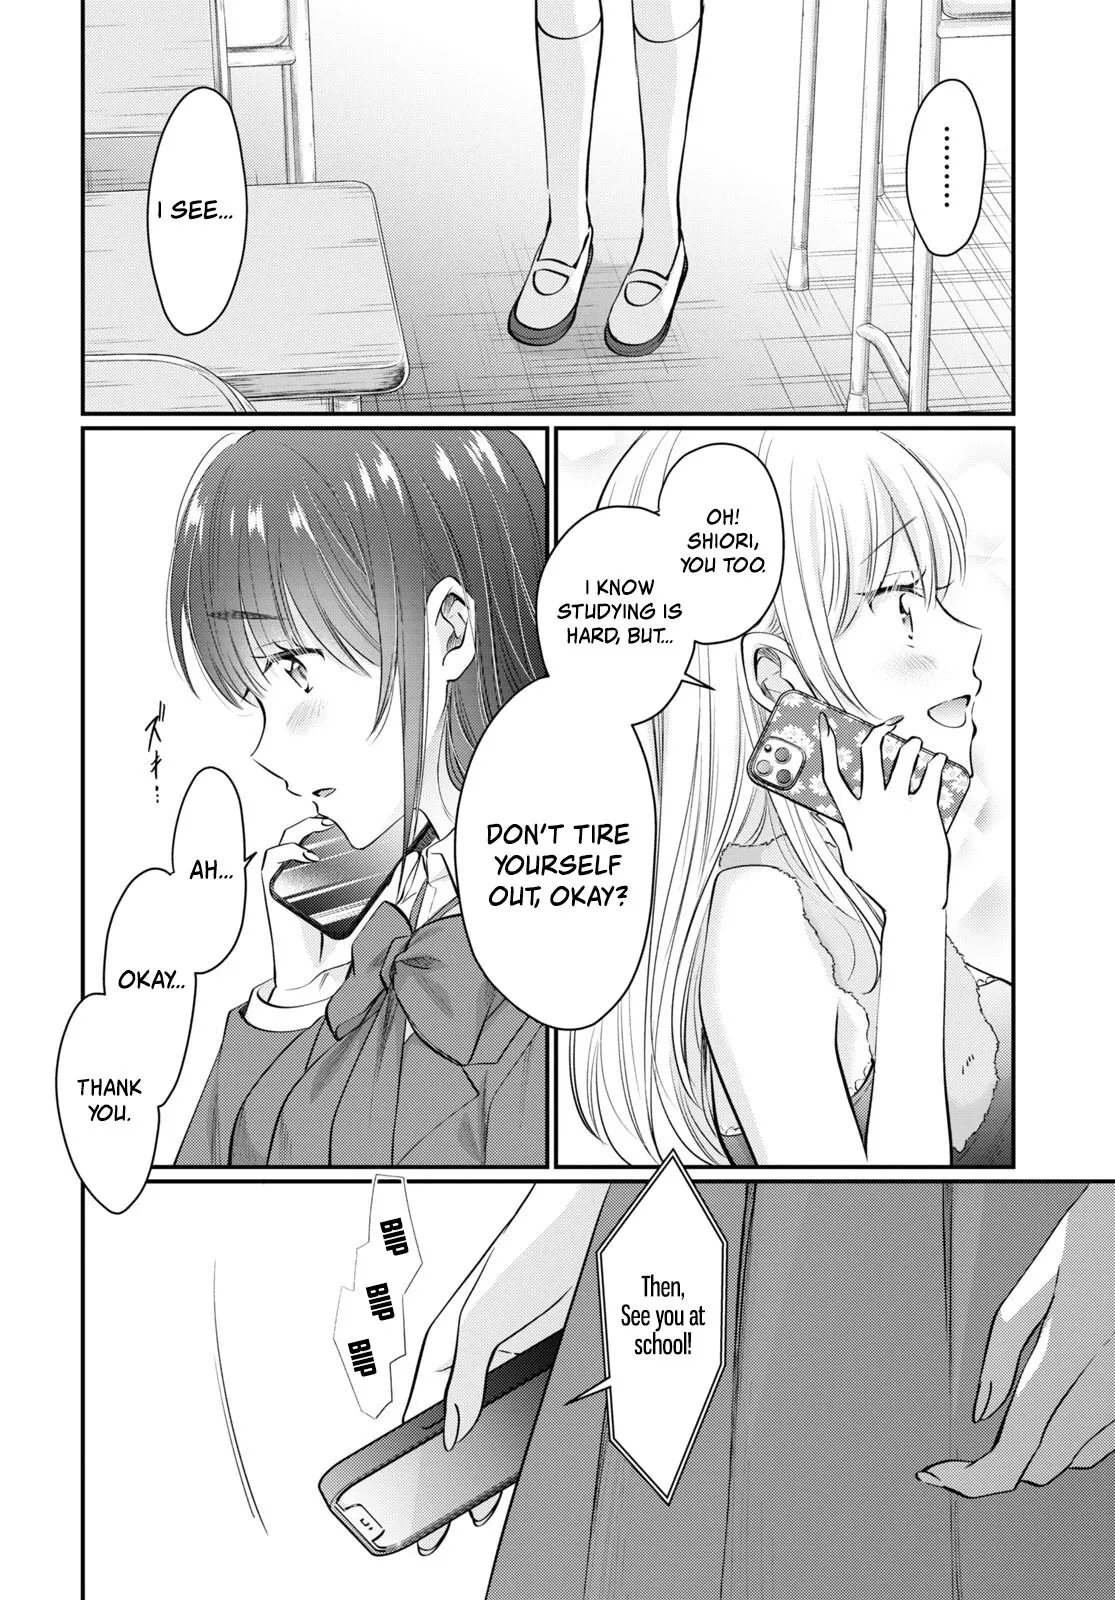 .........
I SEE...
OH!
SHIORI,
YOU TOO.
I KNOW
STUDYING IS
HARD, BUT...
DON'T TIRE
YOURSELF
OUT, OKAY?
ズキ...
AH...
OKAY...
THANK
YOU.
Then,
See you at
school!
BIIP
BIIP
BIIP